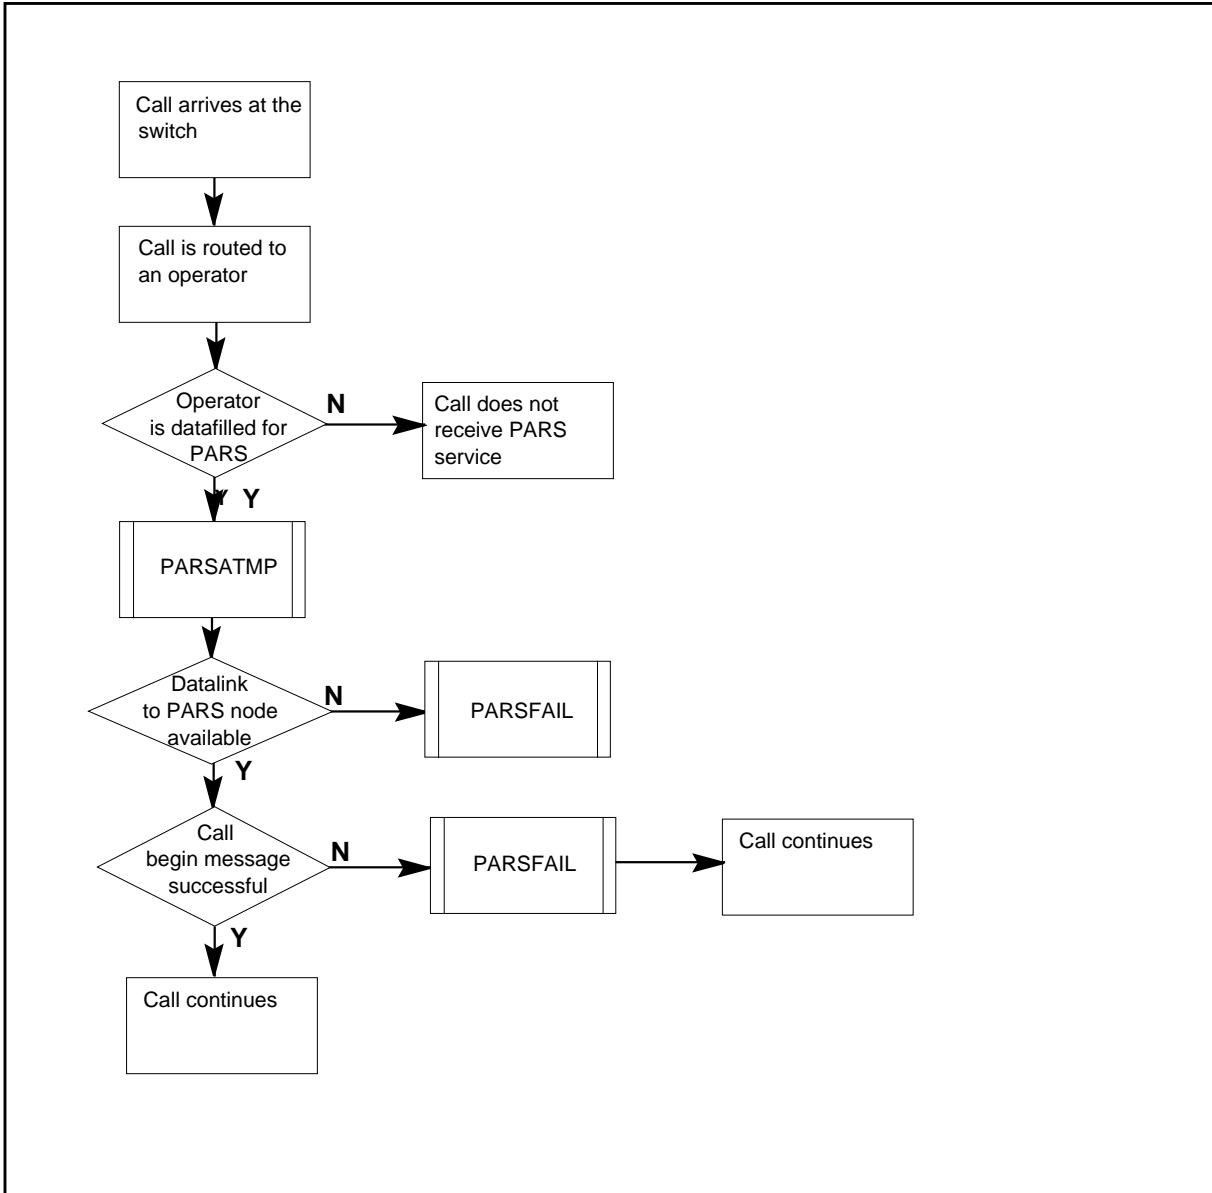 Call arrives at the
switch
Call is routed to
an operator
Operator
is datafilled for
PARS
N
Call does not
receive PARS
service
Y Y
PARSATMP
Datalink
to PARS node
available
N
PARSFAIL
Y
Call
begin message
successful
N
PARSFAIL
Call continues
Y
Call continues